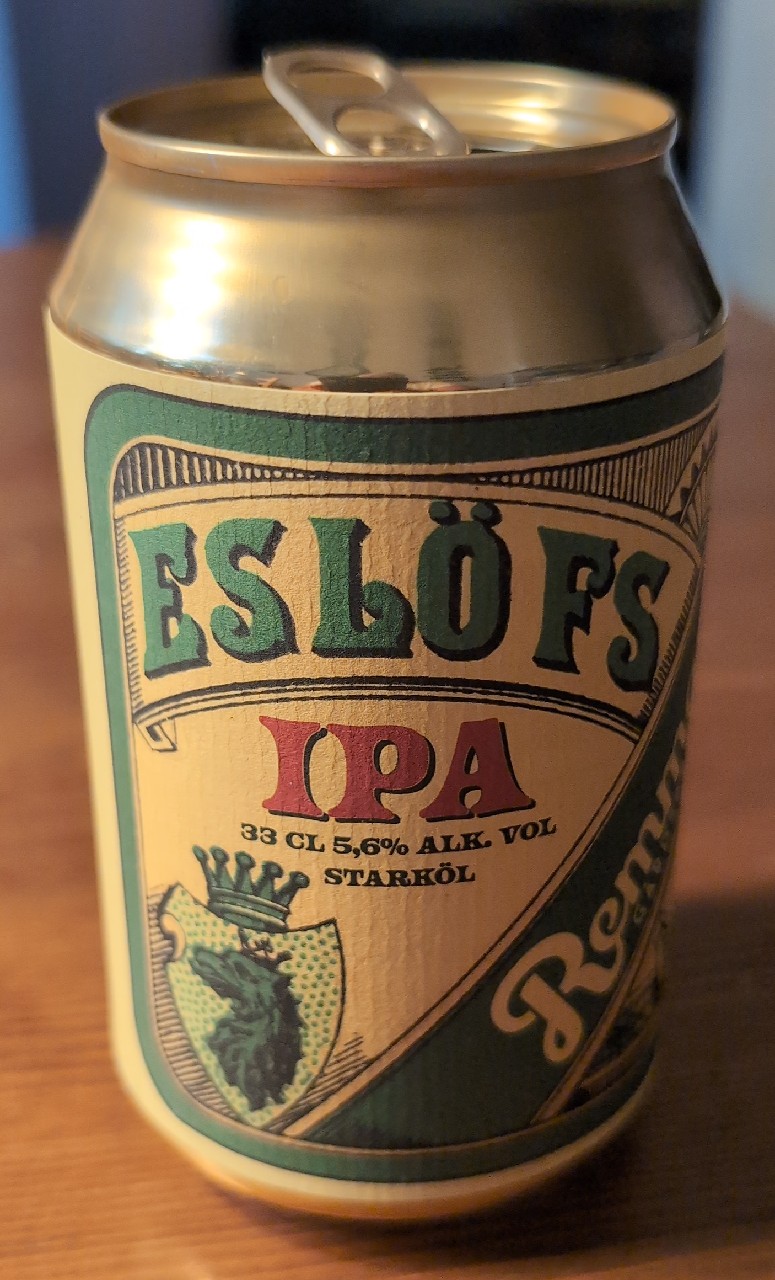 ESLÖFS
IPA
33 CL 5,6% ALK. VOL
STARKÖL